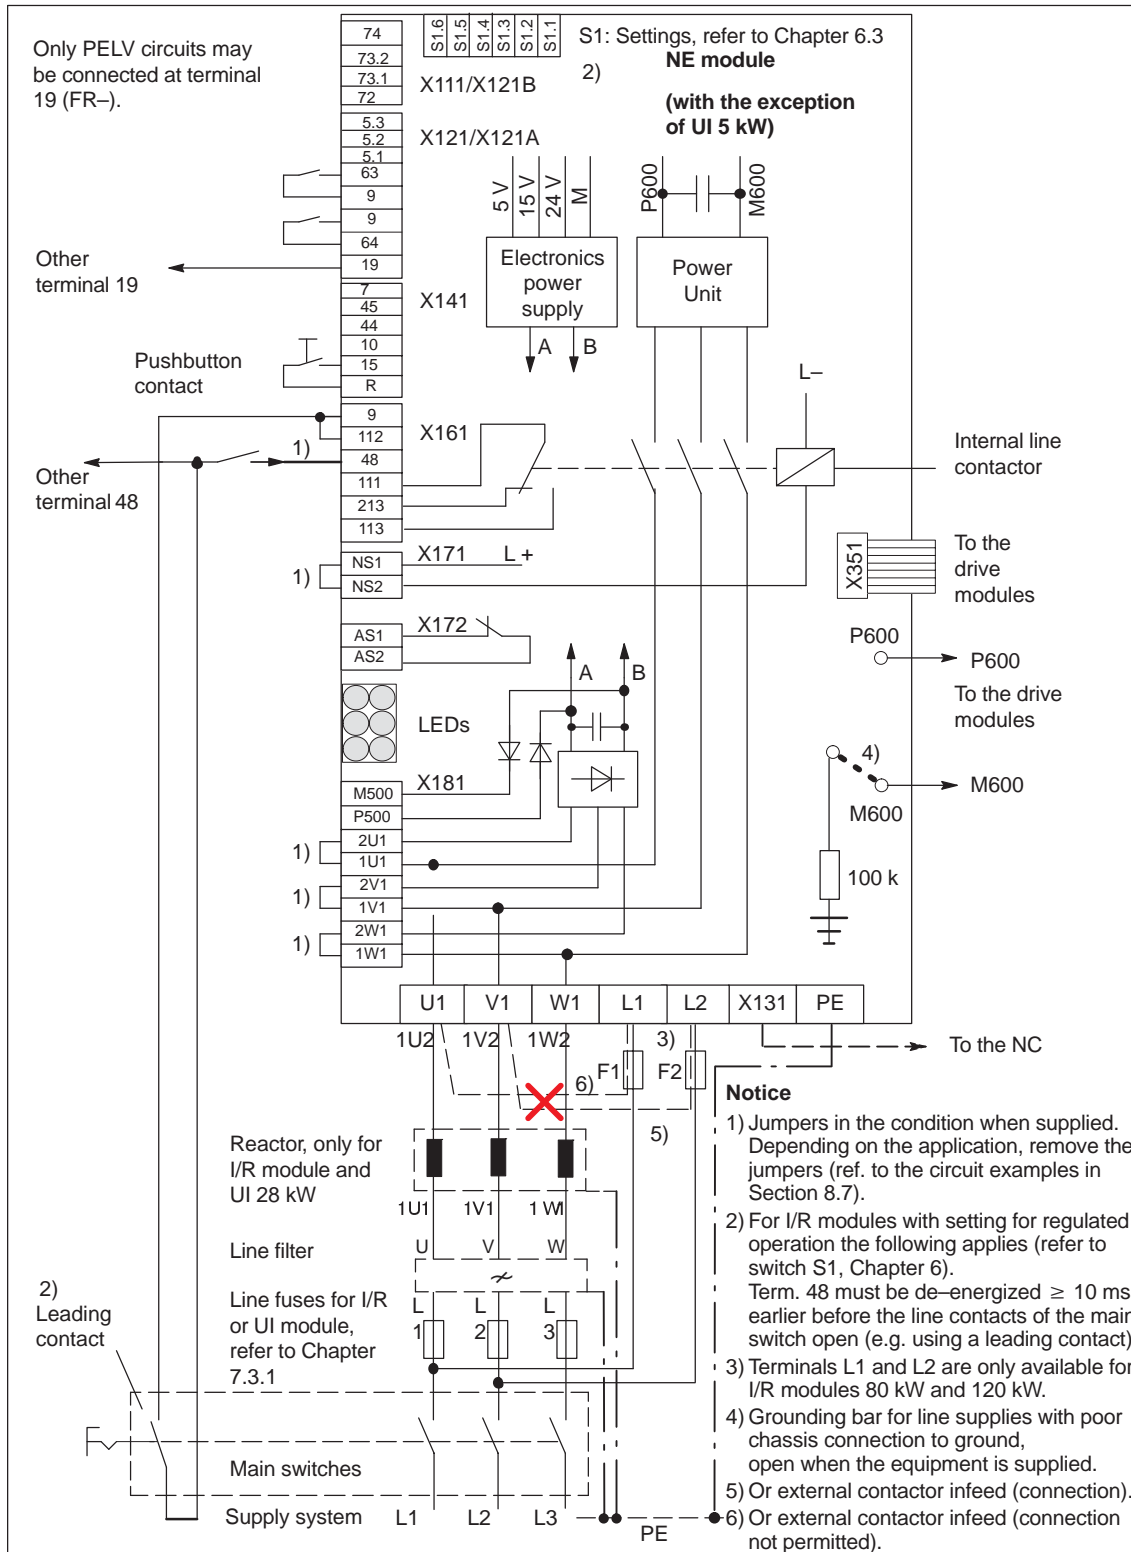 Only PELV circuits may
be connected at terminal
19 (FR–).
74
73.2
73.1
72
X111/X121B
S1.6
S1.5
S1.4
S1.3
S1.2
S1.1
S1: Settings, refer to Chapter 6.3
2)
NE module
(with the exception
of UI 5 kW)
5.3
5.2
5.1
63
9
9
64
19
X121/X121A
Other
terminal 19
5 V
15 V
24 V
M
P600
M600
Electronics
power
supply
Power
Unit
A
B
7
45
44
10
15
R
X141
Pushbutton
contact
L–
9
112
48
111
213
113
X161
1)
Other
terminal 48
Internal line
contactor
NS1
NS2
X171
L +
1)
X351
To the
drive
modules
AS1
AS2
X172
P600
P600
To the drive
modules
A
B
LEDs
4)
M600
M600
100 k
M500
P500
2U1
1U1
2V1
1V1
2W1
1W1
X181
1)
1)
1)
U1
V1
W1
L1
L2
X131
PE
1U2
1V2
1W2
3)
F1
F2
6)
5)
To the NC
Reactor, only for
I/R module and
UI 28 kW
1U1
1V1
1W1
Line filter
U
V
W
Line fuses for I/R
or UI module,
refer to Chapter
7.3.1
L
1
L
2
L
3
2)
Leading
contact
Main switches
Supply system
L1
L2
L3
PE
Notice
1) Jumpers in the condition when supplied.
Depending on the application, remove the
jumpers (ref. to the circuit examples in
Section 8.7).
2) For I/R modules with setting for regulated
operation the following applies (refer to
switch S1, Chapter 6).
Term. 48 must be de–energized ≥ 10 ms
earlier before the line contacts of the main
switch open (e.g. using a leading contact)
3) Terminals L1 and L2 are only available for
I/R modules 80 kW and 120 kW.
4) Grounding bar for line supplies with poor
chassis connection to ground,
open when the equipment is supplied.
5) Or external contactor infeed (connection).
6) Or external contactor infeed (connection
not permitted).